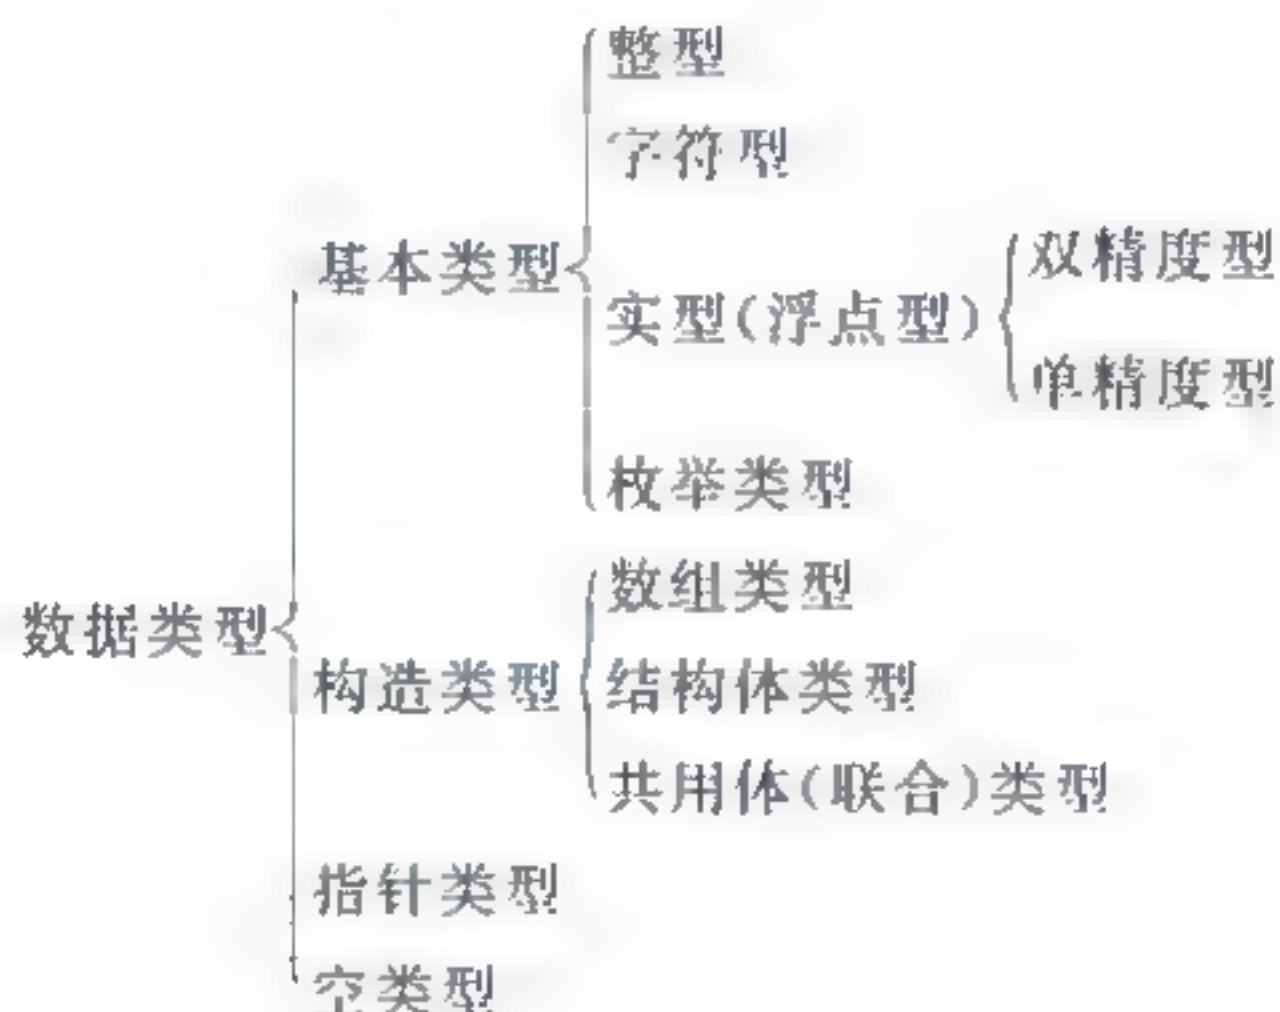 整型
字符型
基本类型
双精度型
实型(浮点型)
单精度型
枚举类型
数组类型
数据类型
构造类型
结构体类型
共用体(联合)类型
指针类型
空类型